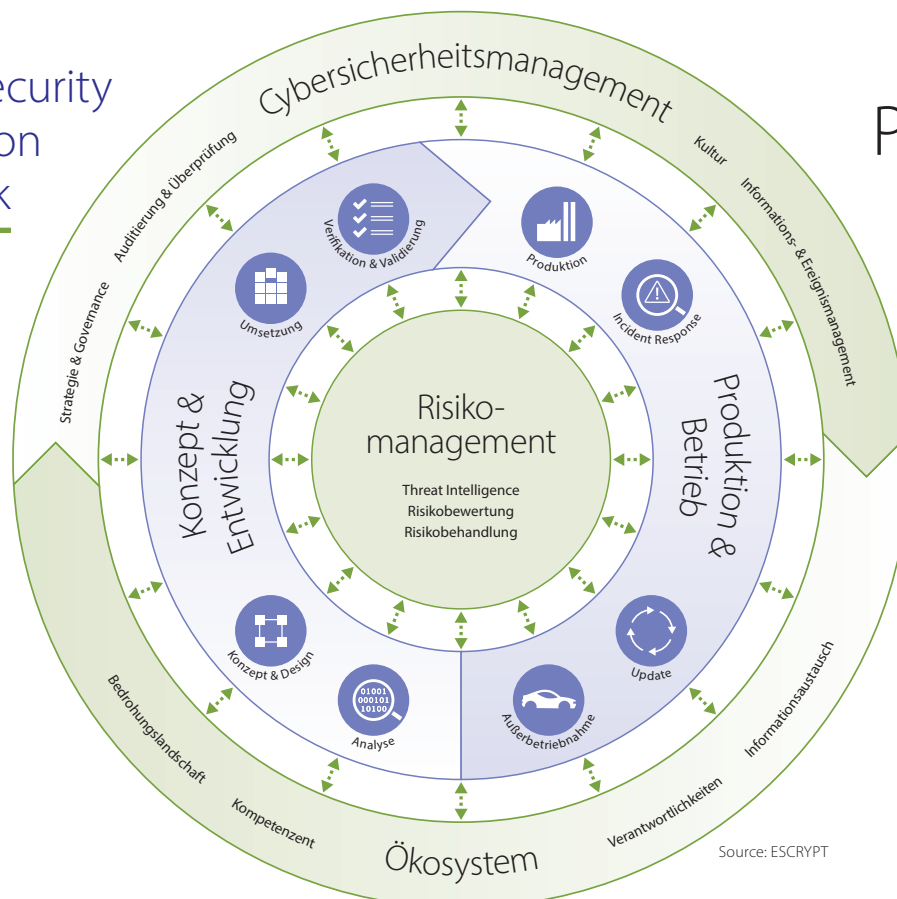 ecurity
on
k
P
Cybersicherheitsmanagement
Strategie & Governance
Auditierung & Überprüfung
Kultur
Informations- & Ereignismanagement
Verifikation & Validierung
Umsetzung
Produktion
Incident Response
Konzept &
Entwicklung
Risiko-
management
Threat Intelligence
Risikobewertung
Risikobehandlung
Produktion &
Betrieb
Konzept & Design
01001
000101
10100
Analyse
Update
Außerbetriebnahme
Bedrohungslandschaft
Kompetenzent
Ökosystem
Verantwortlichkeiten
Informationsaustausch
Source: ESCRYPT